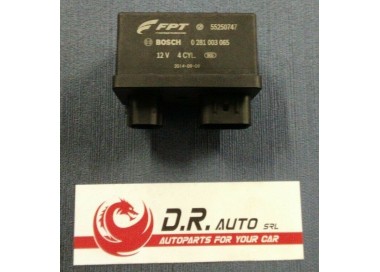 FPT 55250747
BOSCH 0 281 003 065
12 V 4 CYL.
D.R. AUTO SRL
AUTOPARTS FOR YOUR CAR